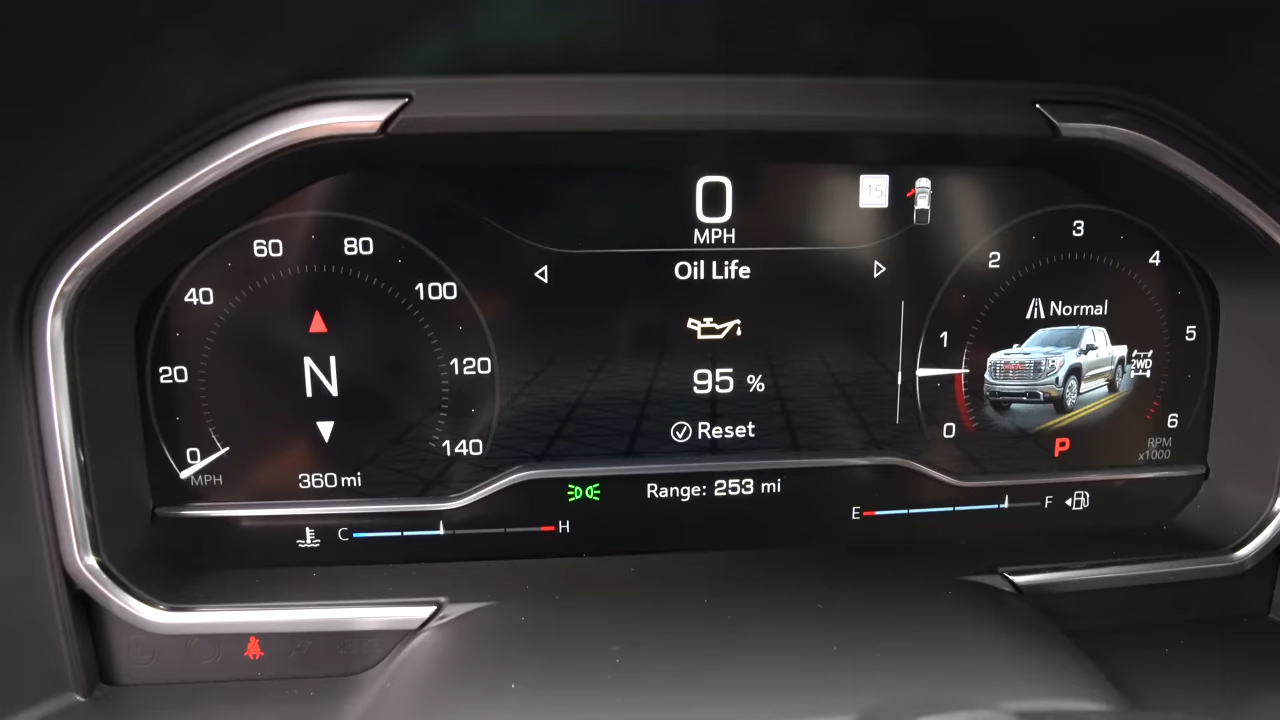 0
MPH
15
Oil Life
95 %
Reset
0
20
40
60
80
100
120
140
MPH
N
360 mi
Range: 253 mi
C
H
E
F
0
1
2
3
4
5
6
Normal
2WD
P
RPM
x1000